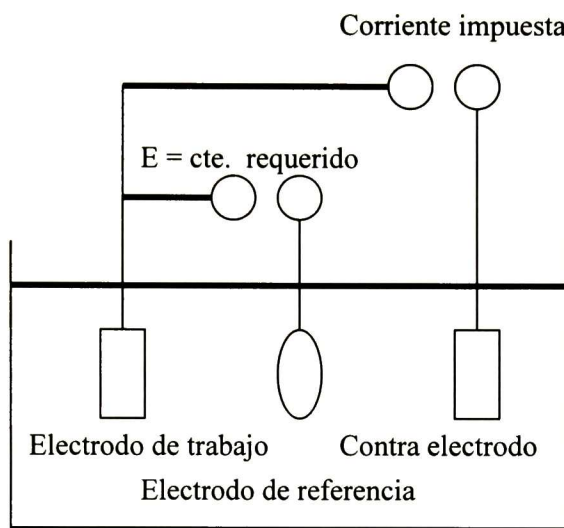 Corriente impuesta
E = cte. requerido
Electrodo de trabajo
Contra electrodo
Electrodo de referencia